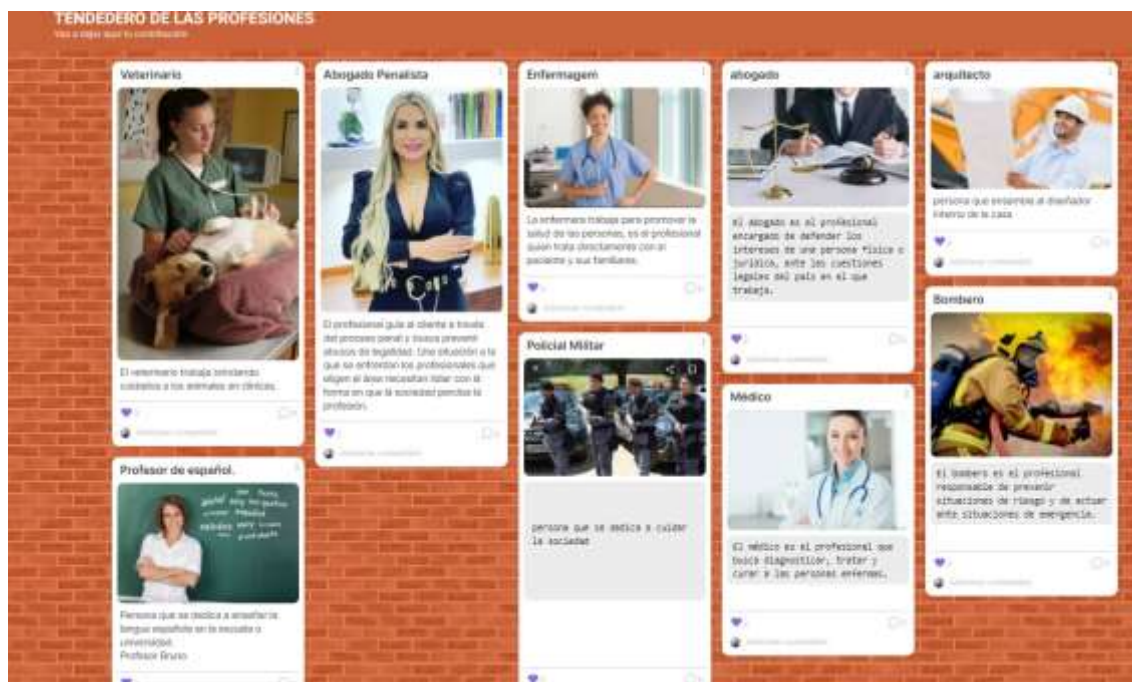 TENDEDERO DE LAS PROFESIONES
Veterinario
El veterinario trabaja brindando
cuidados a los animales en clínicas.
Profesor de español.
Persona que se dedica a enseñar la
lengua española en la escuela o
universidad.
Profesor Bruno
Abogado Penalista
El profesional guía al cliente a través
del proceso penal y busca prevenir
abusos de legalidad. Una situación a la
que se enfrentan los profesionales que
eligen el área necesitan lidiar con la
forma en que la sociedad percibe la
profesión.
Enfermagem
La enfermera trabaja para promover la
salud de las personas, es el profesional
quien trata directamente con el
paciente y sus familiares.
Policial Militar
persona que se dedica a cuidar
la sociedad
abogado
El abogado es el profesional
encargado de defender los
intereses de una persona física o
jurídica, ante las cuestiones
legales del país en el que
trabaja.
Médico
El médico es el profesional que
busca diagnosticar, tratar y
curar a las personas enfermas.
arquitecto
persona que ensambla al diseñador
interno de la casa
Bombero
El bombero es el profesional
responsable de prevenir
situaciones de riesgo y de actuar
ante situaciones de emergencia.